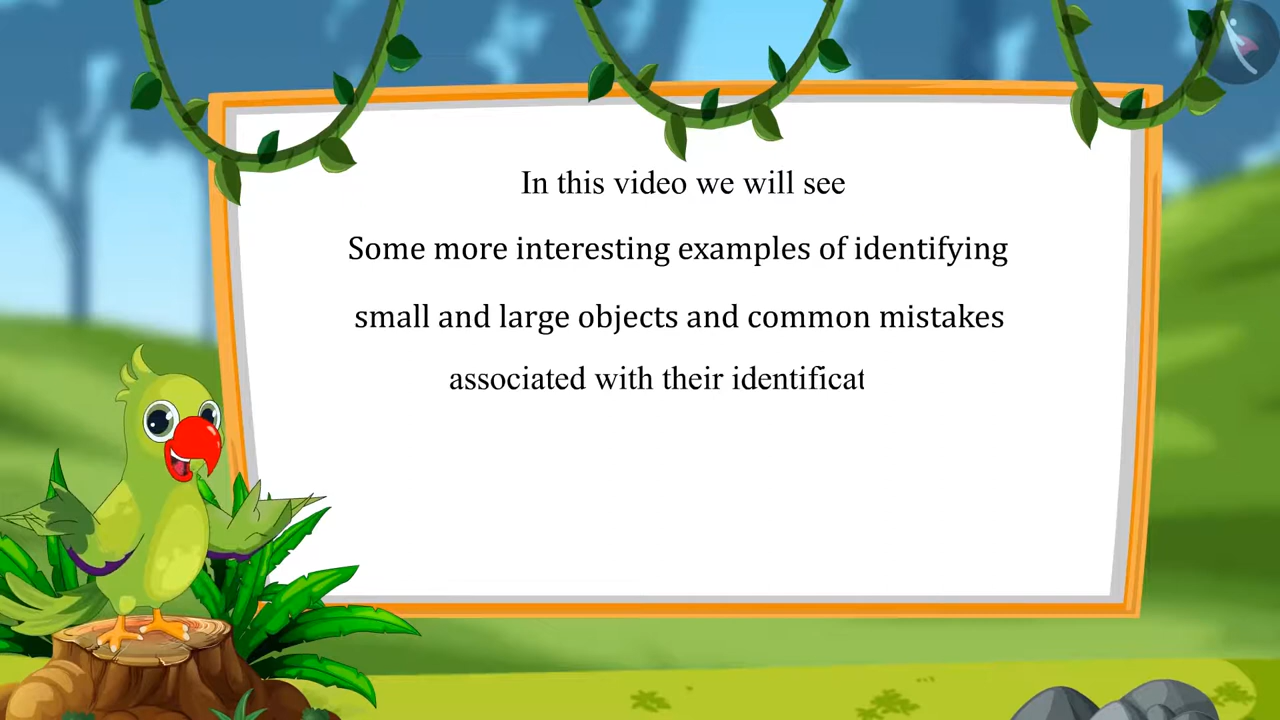 In this video we will see
Some more interesting examples of identifying
small and large objects and common mistakes
associated with their identificat